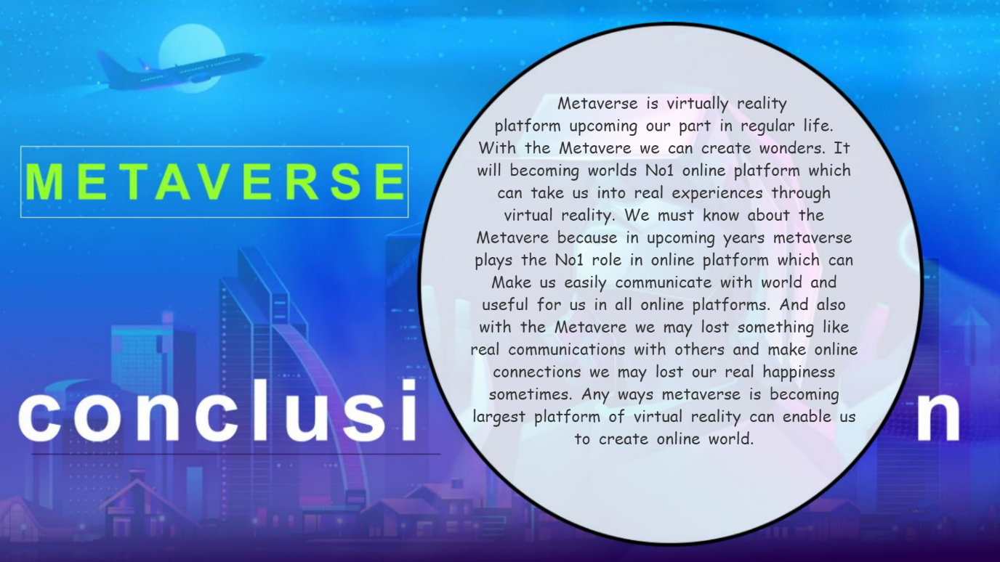 METAVERSE
conclusi n
Metaverse is virtually reality
platform upcoming our part in regular life.
With the Metavere we can create wonders. It
will becoming worlds No1 online platform which
can take us into real experiences through
virtual reality. We must know about the
Metavere because in upcoming years metaverse
plays the No1 role in online platform which can
Make us easily communicate with world and
useful for us in all online platforms. And also
with the Metavere we may lost something like
real communications with others and make online
connections we may lost our real happiness
sometimes. Any ways metaverse is becoming
largest platform of virtual reality can enable us
to create online world.